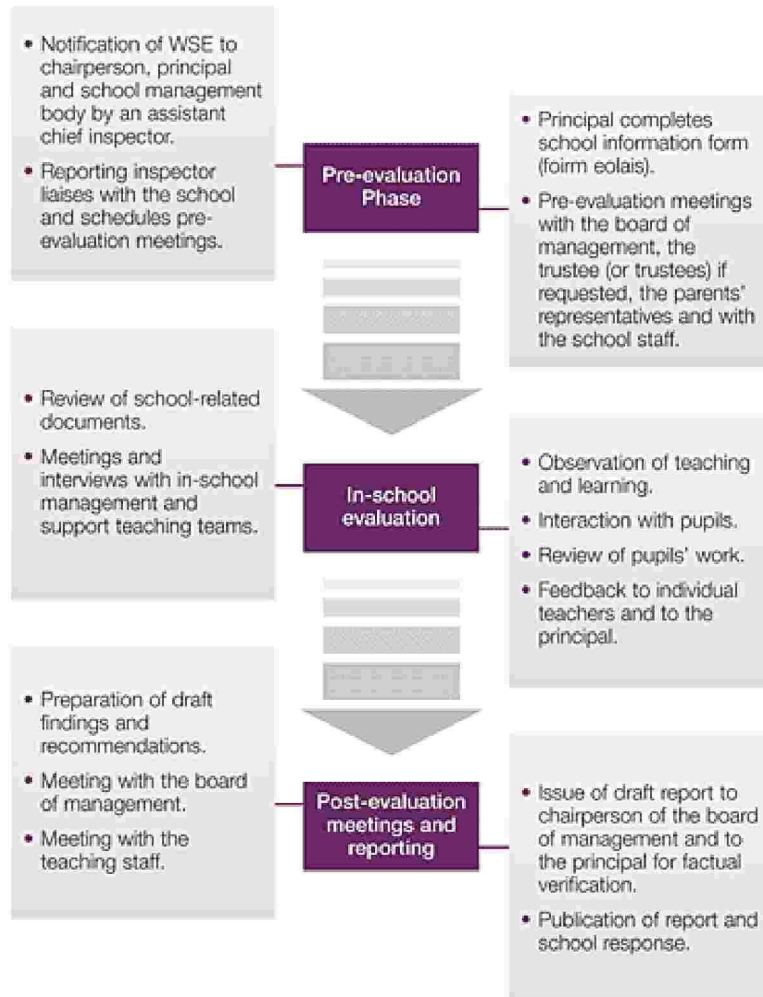 • Notification of WSE to
chairperson, principal
and school management
body by an assistant
chief inspector.
• Reporting inspector
liaises with the school
and schedules pre-
evaluation meetings.
Pre-evaluation
Phase
• Principal completes
school information form
(foirm eolais).
• Pre-evaluation meetings
with the board of
management, the
trustee (or trustees) if
requested, the parents'
representatives and with
the school staff.
• Review of school-related
documents.
• Meetings and
interviews with in-school
management and
support teaching teams.
In-school
evaluation
• Observation of teaching
and learning.
• Interaction with pupils.
• Review of pupils' work.
• Feedback to individual
teachers and to the
principal.
• Preparation of draft
findings and
recommendations.
• Meeting with the board
of management.
• Meeting with the
teaching staff.
Post-evaluation
meetings and
reporting
• Issue of draft report to
chairperson of the board
of management and to
the principal for factual
verification.
• Publication of report and
school response.